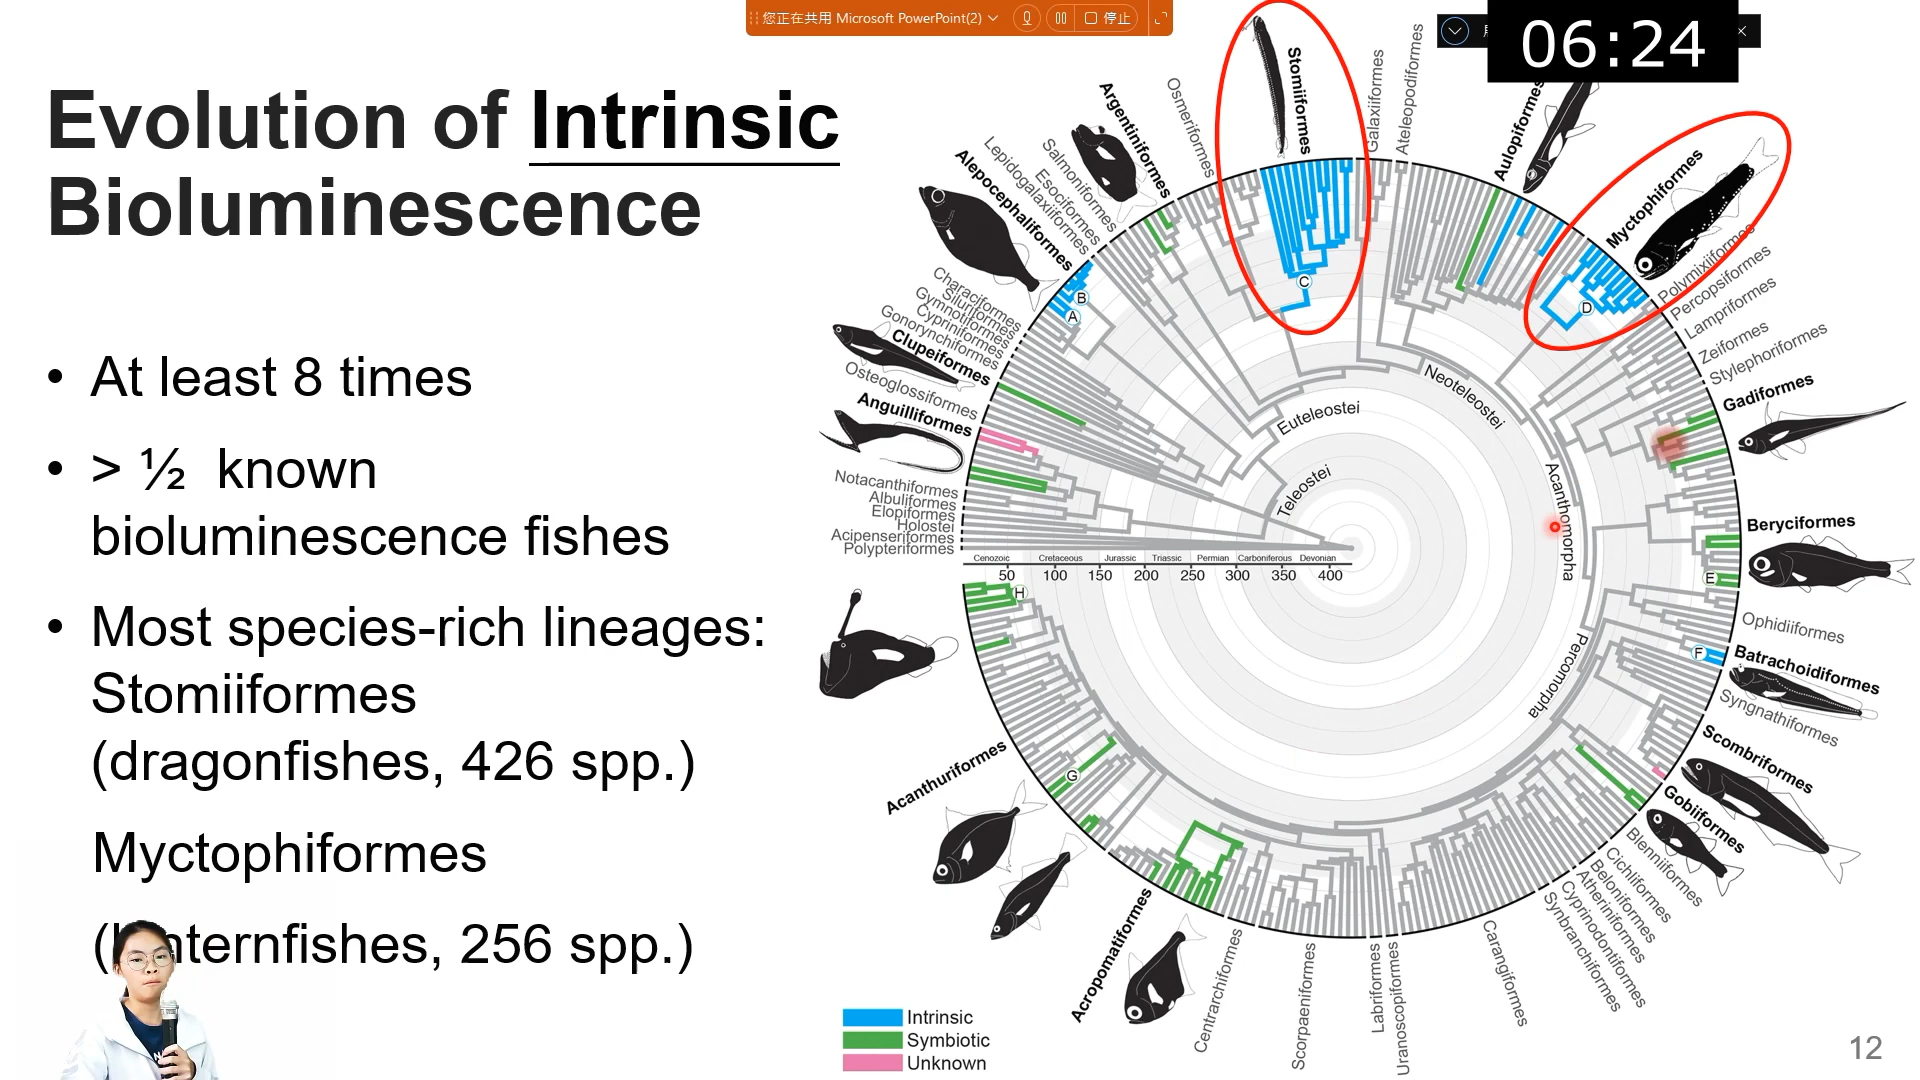 您正在共用 Microsoft PowerPoint(2)
停止
06:24
Evolution of Intrinsic
Bioluminescence
• At least 8 times
• > ½ known
bioluminescence fishes
• Most species-rich lineages:
Stomiiformes
(dragonfishes, 426 spp.)
Myctophiformes
ternfishes, 256 spp.)
Polypteriformes
Acipenseriformes
Holostei
Elopiformes
Albuliformes
Notacanthiformes
Anguilliformes
Osteoglossiformes
Clupeiformes
Gonorynchiformes
Cypriniformes
Gymnotiformes
Siluriformes
Characiformes
Alepocephaliformes
Lepidogalaxiiformes
Esociformes
Salmoniformes
Argentiniformes
Osmeriformes
Stomiiformes
Galaxiiformes
Ateleopodiformes
Aulopiformes
Myctophiformes
Polymixiiformes
Percopsiformes
Lampriformes
Zeiformes
Stylephoriformes
Gadiformes
Beryciformes
Ophidiiformes
Batrachoidiformes
Syngnathiformes
Scombriformes
Gobiiformes
Blenniiformes
Cichliformes
Beloniformes
Atheriniformes
Cyprinodontiformes
Synbranchiformes
Carangiformes
Uranoscopiformes
Labriformes
Scorpaeniformes
Centrarchiformes
Acropomatiformes
Acanthuriformes
A
B
C
D
E
F
G
H
Teleostei
Euteleostei
Neoteleostei
Acanthomorpha
Percomorpha
Cenozoic Cretaceous Jurassic Triassic Permian Carboniferous Devonian
50 100 150 200 250 300 350 400
Intrinsic
Symbiotic
Unknown
12